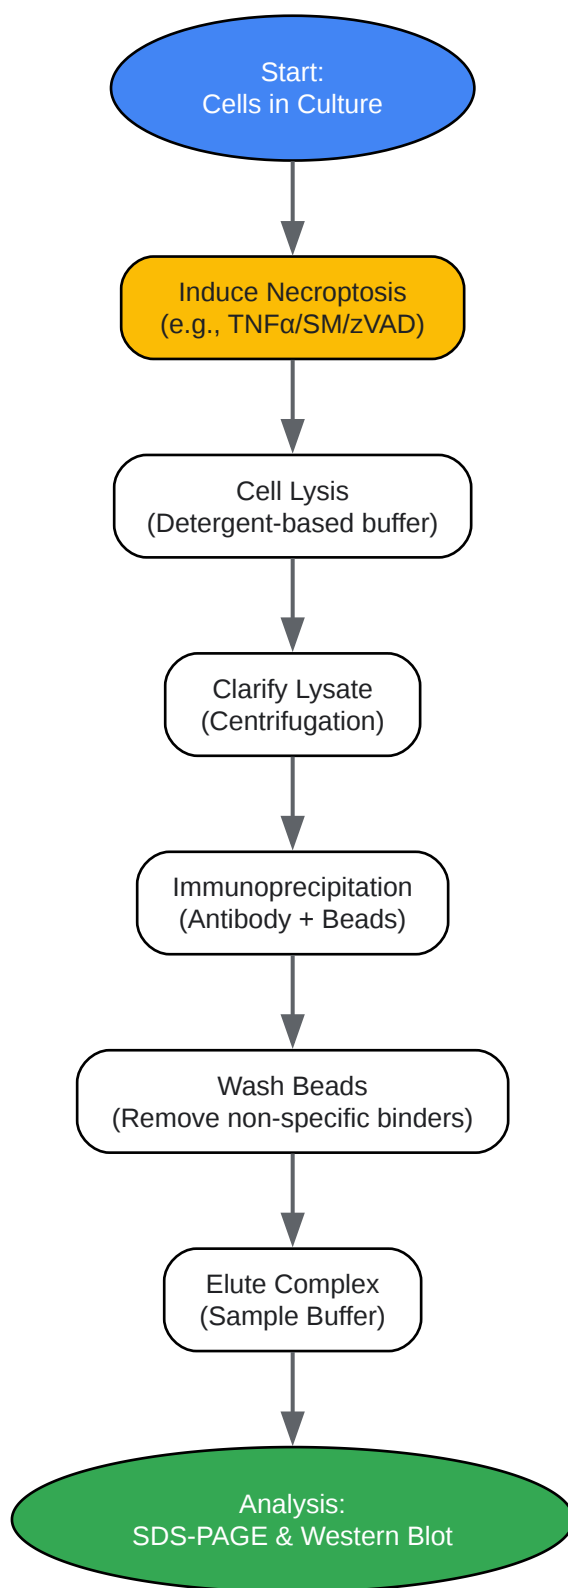 Start:
Cells in Culture
Induce Necroptosis
(e.g., TNFα/SM/zVAD)
Cell Lysis
(Detergent-based buffer)
Clarify Lysate
(Centrifugation)
Immunoprecipitation
(Antibody + Beads)
Wash Beads
(Remove non-specific binders)
Elute Complex
(Sample Buffer)
Analysis:
SDS-PAGE & Western Blot